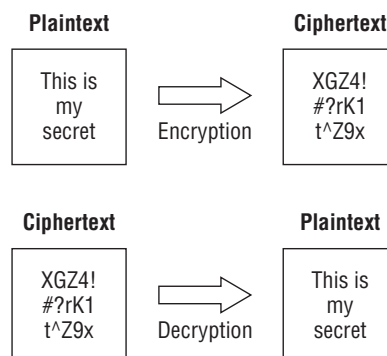 Plaintext
Ciphertext
This is
my
secret
Encryption
XGZ4!
#?rK1
t^Z9x
Ciphertext
Plaintext
XGZ4!
#?rK1
t^Z9x
Decryption
This is
my
secret